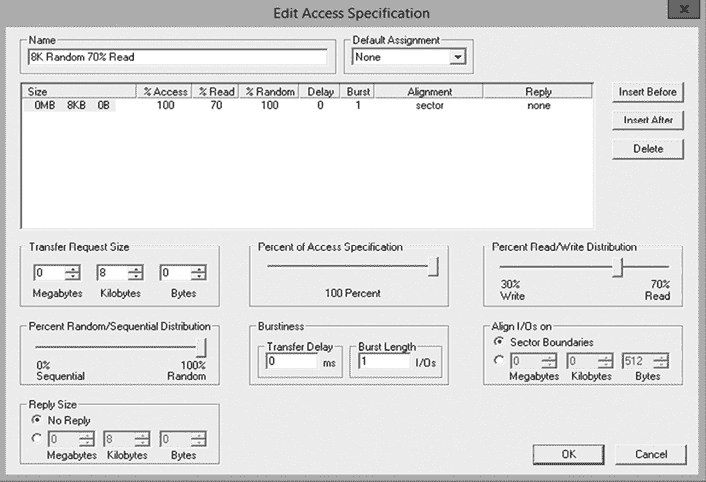 Edit Access Specification
Name
8K Random 70% Read
Default Assignment
None
Size % Access % Read % Random Delay Burst Alignment Reply
0MB 8KB 0B 100 70 100 0 1 sector none
Insert Before
Insert After
Delete
Transfer Request Size
0 8 0
Megabytes Kilobytes Bytes
Percent of Access Specification
100 Percent
Percent Read/Write Distribution
30% 70%
Write Read
Percent Random/Sequential Distribution
0% 100%
Sequential Random
Burstiness
Transfer Delay Burst Length
0 ms 1 I/Os
Align I/Os on
Sector Boundaries
0 0 512
Megabytes Kilobytes Bytes
Reply Size
No Reply
0 8 0
Megabytes Kilobytes Bytes
OK Cancel